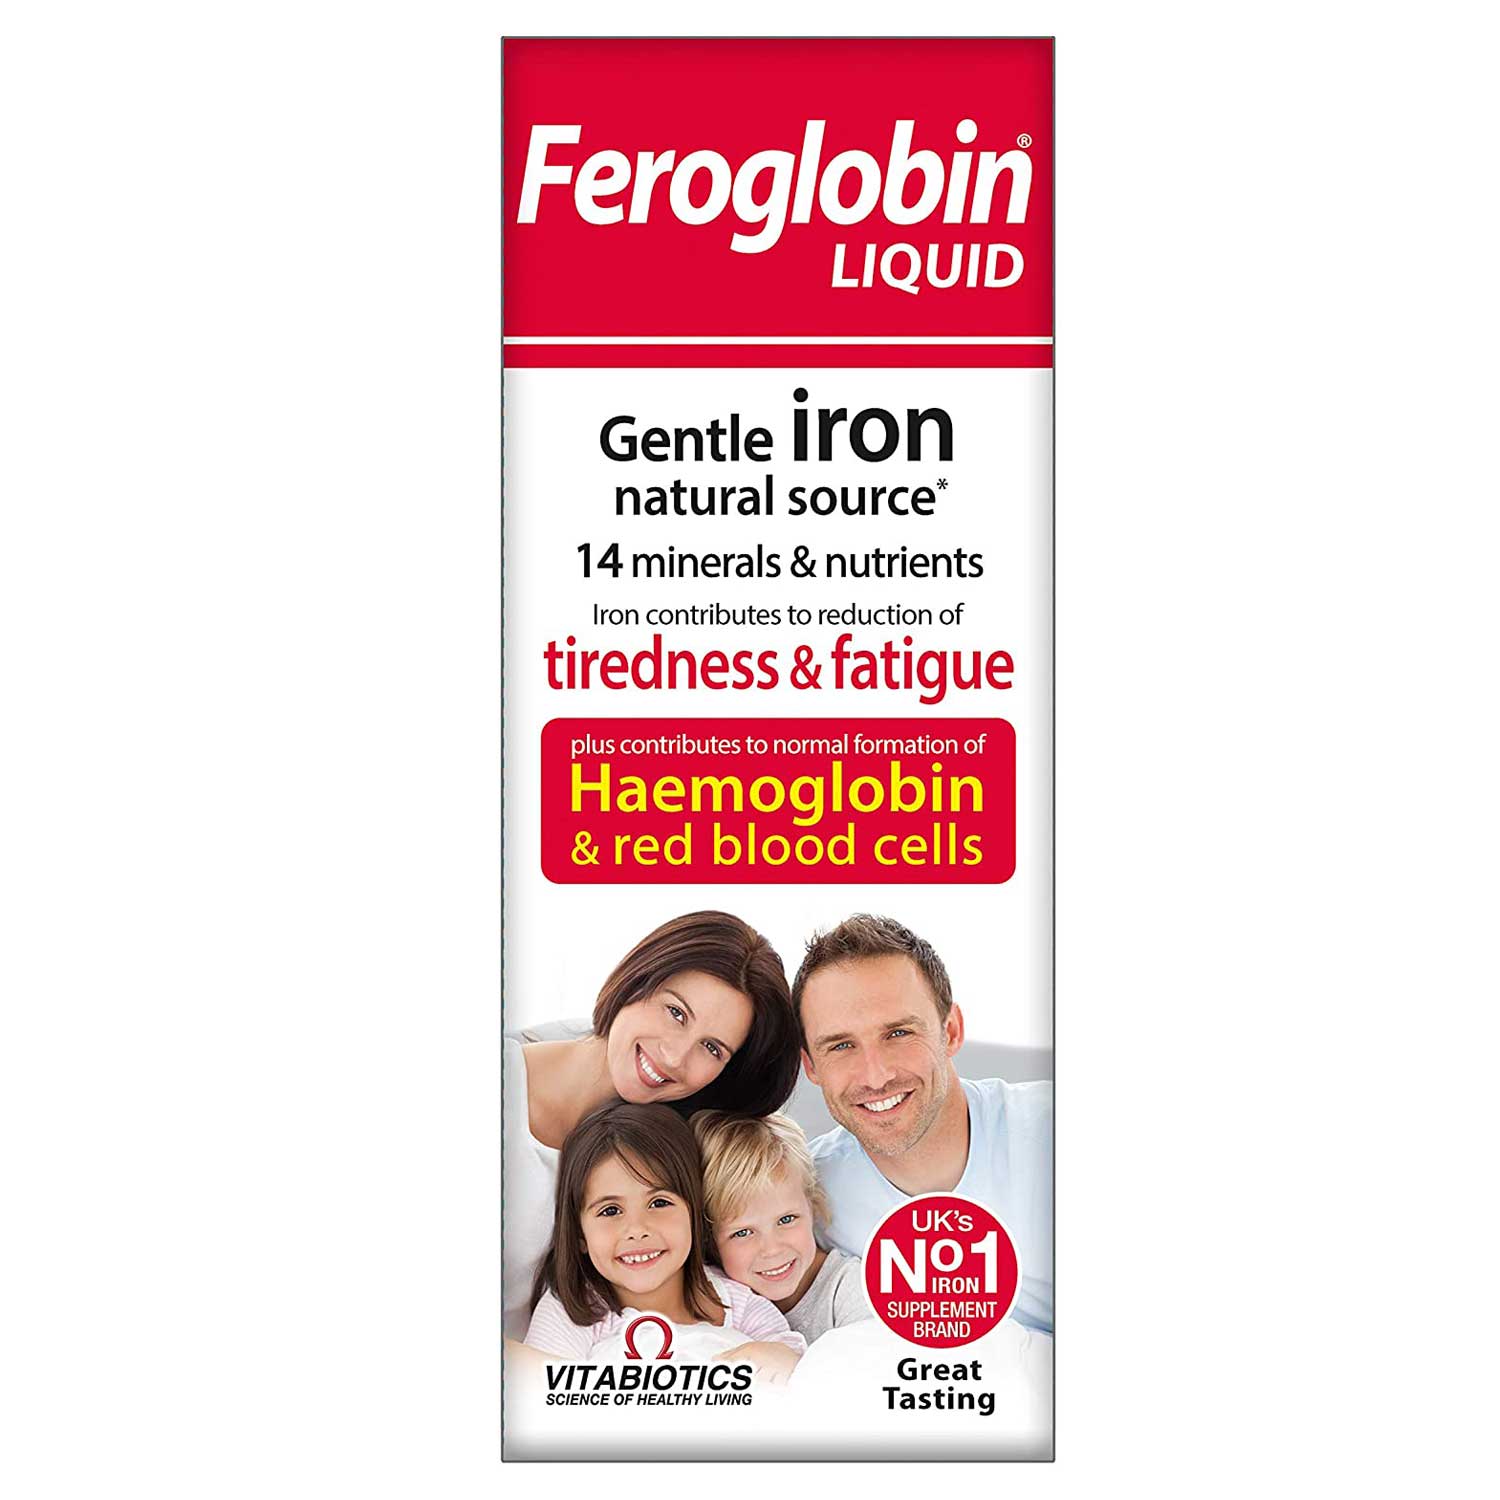 Feroglobin®
LIQUID
Gentle iron
natural source*
14 minerals & nutrients
Iron contributes to reduction of
tiredness & fatigue
plus contributes to normal formation of
Haemoglobin
& red blood cells
UK's
No1
IRON
SUPPLEMENT
BRAND
Great
Tasting
VITABIOTICS
SCIENCE OF HEALTHY LIVING